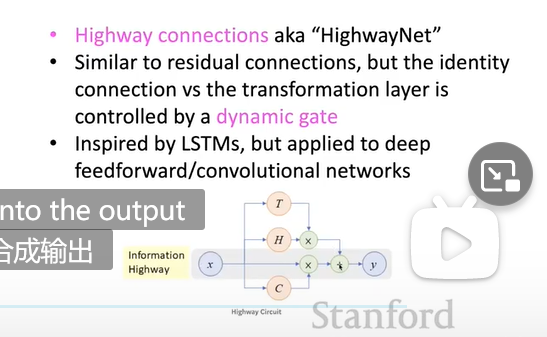 • Highway connections aka “HighwayNet”
• Similar to residual connections, but the identity
connection vs the transformation layer is
controlled by a dynamic gate
• Inspired by LSTMs, but applied to deep
feedforward/convolutional networks
nto the output
合成输出
T
H ×
Information
Highway
x × + y
C
Highway Circuit
Stanford